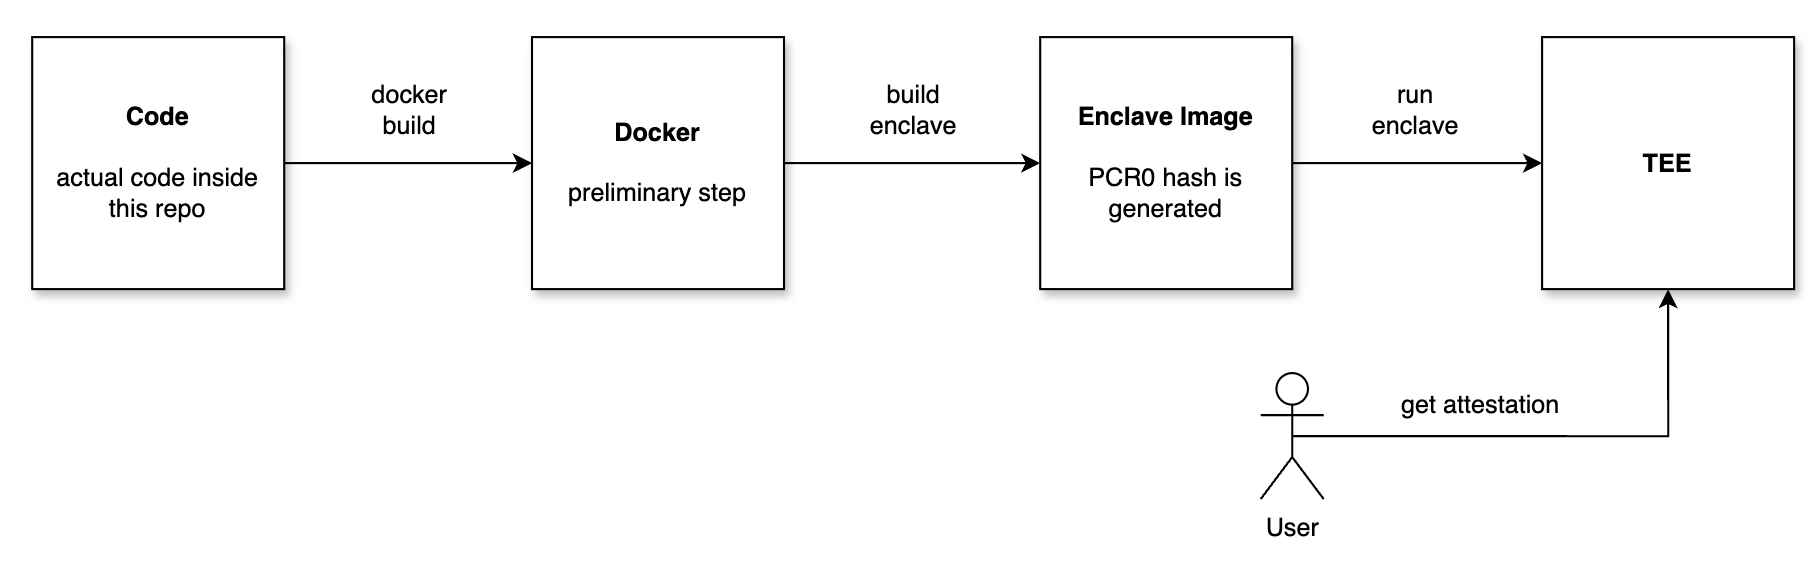 Code
actual code inside
this repo
docker
build
Docker
preliminary step
build
enclave
Enclave Image
PCR0 hash is
generated
run
enclave
TEE
get attestation
User